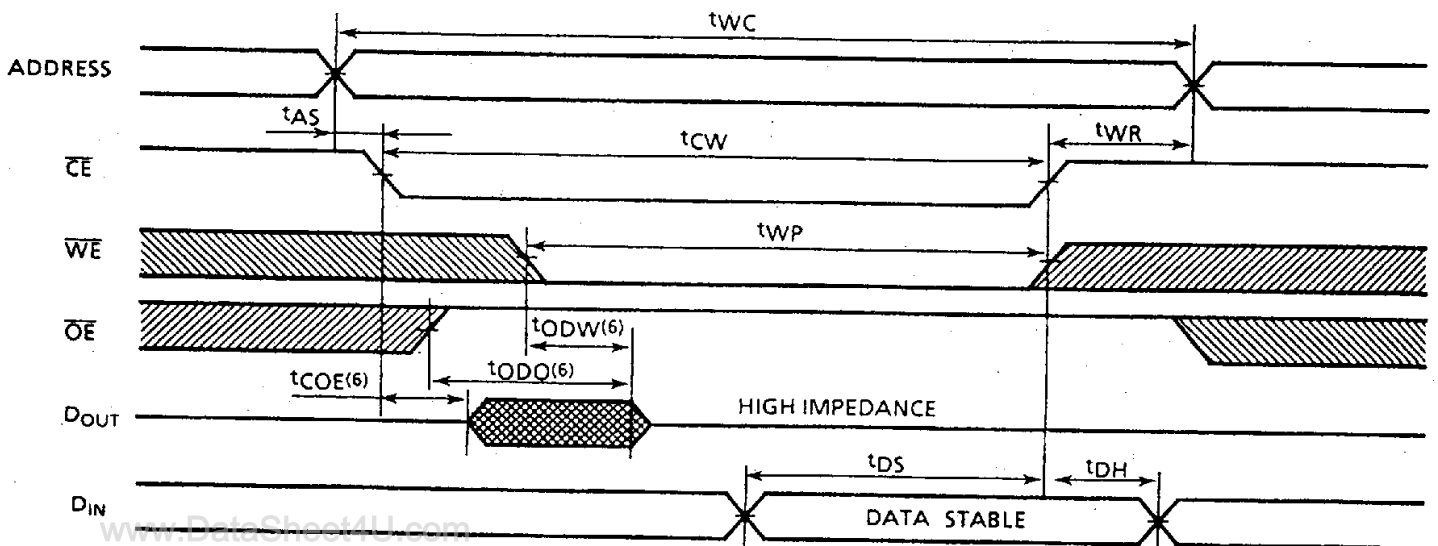 tWC
ADDRESS
tAS
tCW
tWR
CE
WE
tWP
OE
tODW(6)
tODO(6)
tCOE(6)
DOUT
HIGH IMPEDANCE
tDS
tDH
DIN
DATA STABLE
www.DataSheet4U.com